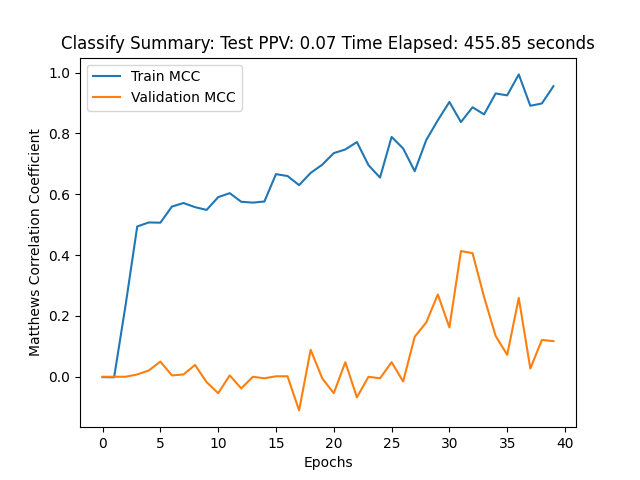 Classify Summary: Test PPV: 0.07 Time Elapsed: 455.85 seconds
Train MCC
Validation MCC
Matthews Correlation Coefficient
1.0
0.8
0.6
0.4
0.2
0.0
0 5 10 15 20 25 30 35 40
Epochs